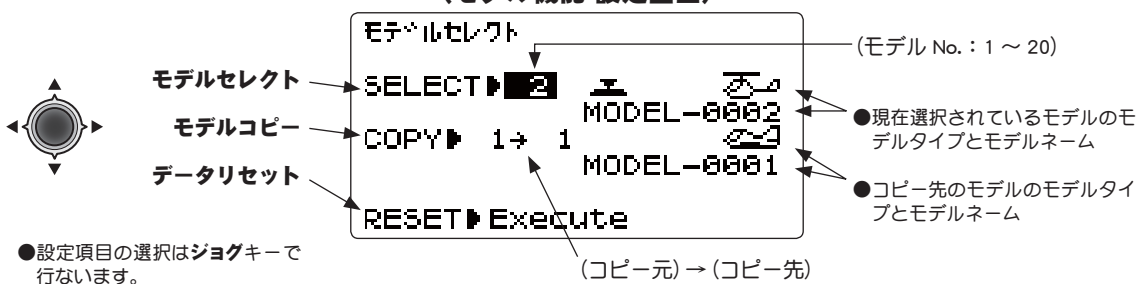 モデルセレクト
(モデル No.：1 ～ 20)
モデルセレクト
SELECT▶ 2
MODEL-0002
●現在選択されているモデルのモ
デルタイプとモデルネーム
モデルコピー
COPY▶ 1→ 1
MODEL-0001
●コピー先のモデルのモデルタイ
プとモデルネーム
データリセット
RESET▶Execute
(コピー元)→(コピー先)
●設定項目の選択はジョグキーで
行ないます。